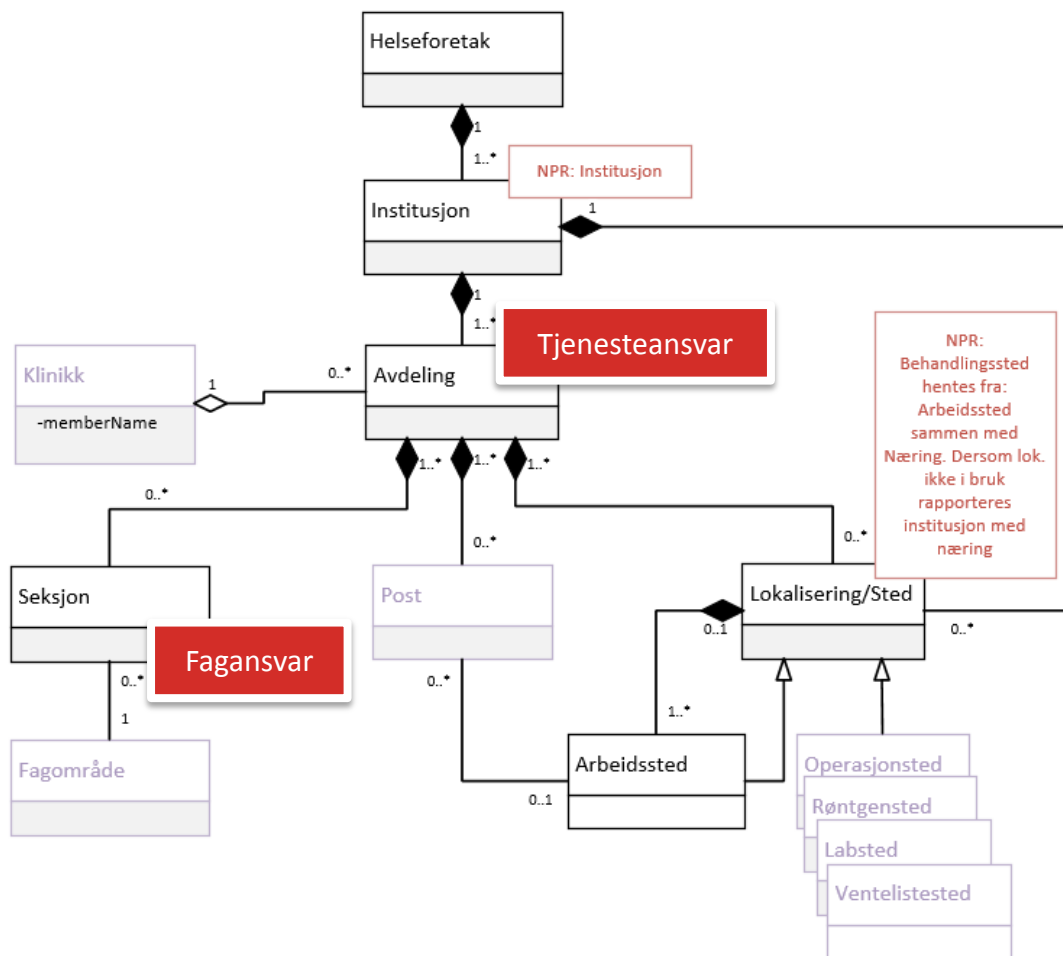 Helseforetak
1
1..*
NPR: Institusjon
Institusjon
1
1
1..*
Tjenesteansvar
NPR:
Behandlingssted
hentes fra:
Arbeidssted
sammen med
Næring. Dersom lok.
ikke i bruk
rapporteres
institusjon med
næring
Klinikk
-memberName
1
0..*
Avdeling
1..*
1..*
1..*
0..*
0..*
0..*
Seksjon
Post
Lokalisering/Sted
Fagansvar
0..*
1
0..*
0..1
0..*
1..*
Fagområde
Arbeidssted
0..1
Operasjonsted
Røntgensted
Labsted
Ventelistested